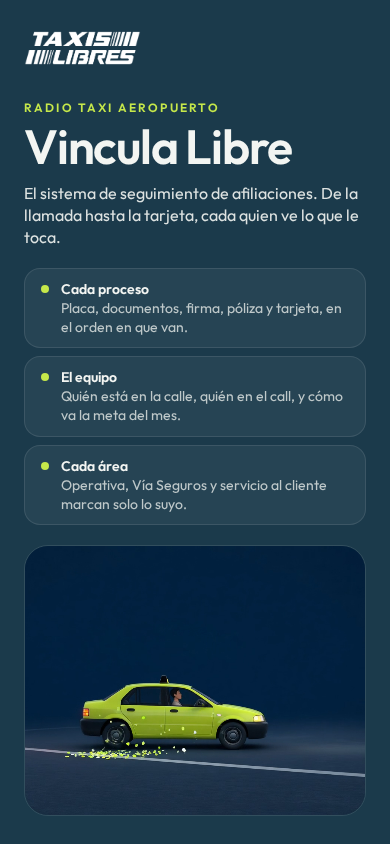 TAXIS
LIBRES
RADIO TAXI AEROPUERTO
Vincula Libre
El sistema de seguimiento de afiliaciones. De la
llamada hasta la tarjeta, cada quien ve lo que le
toca.
Cada proceso
Placa, documentos, firma, póliza y tarjeta, en
el orden en que van.
El equipo
Quién está en la calle, quién en el call, y cómo
va la meta del mes.
Cada área
Operativa, Vía Seguros y servicio al cliente
marcan solo lo suyo.